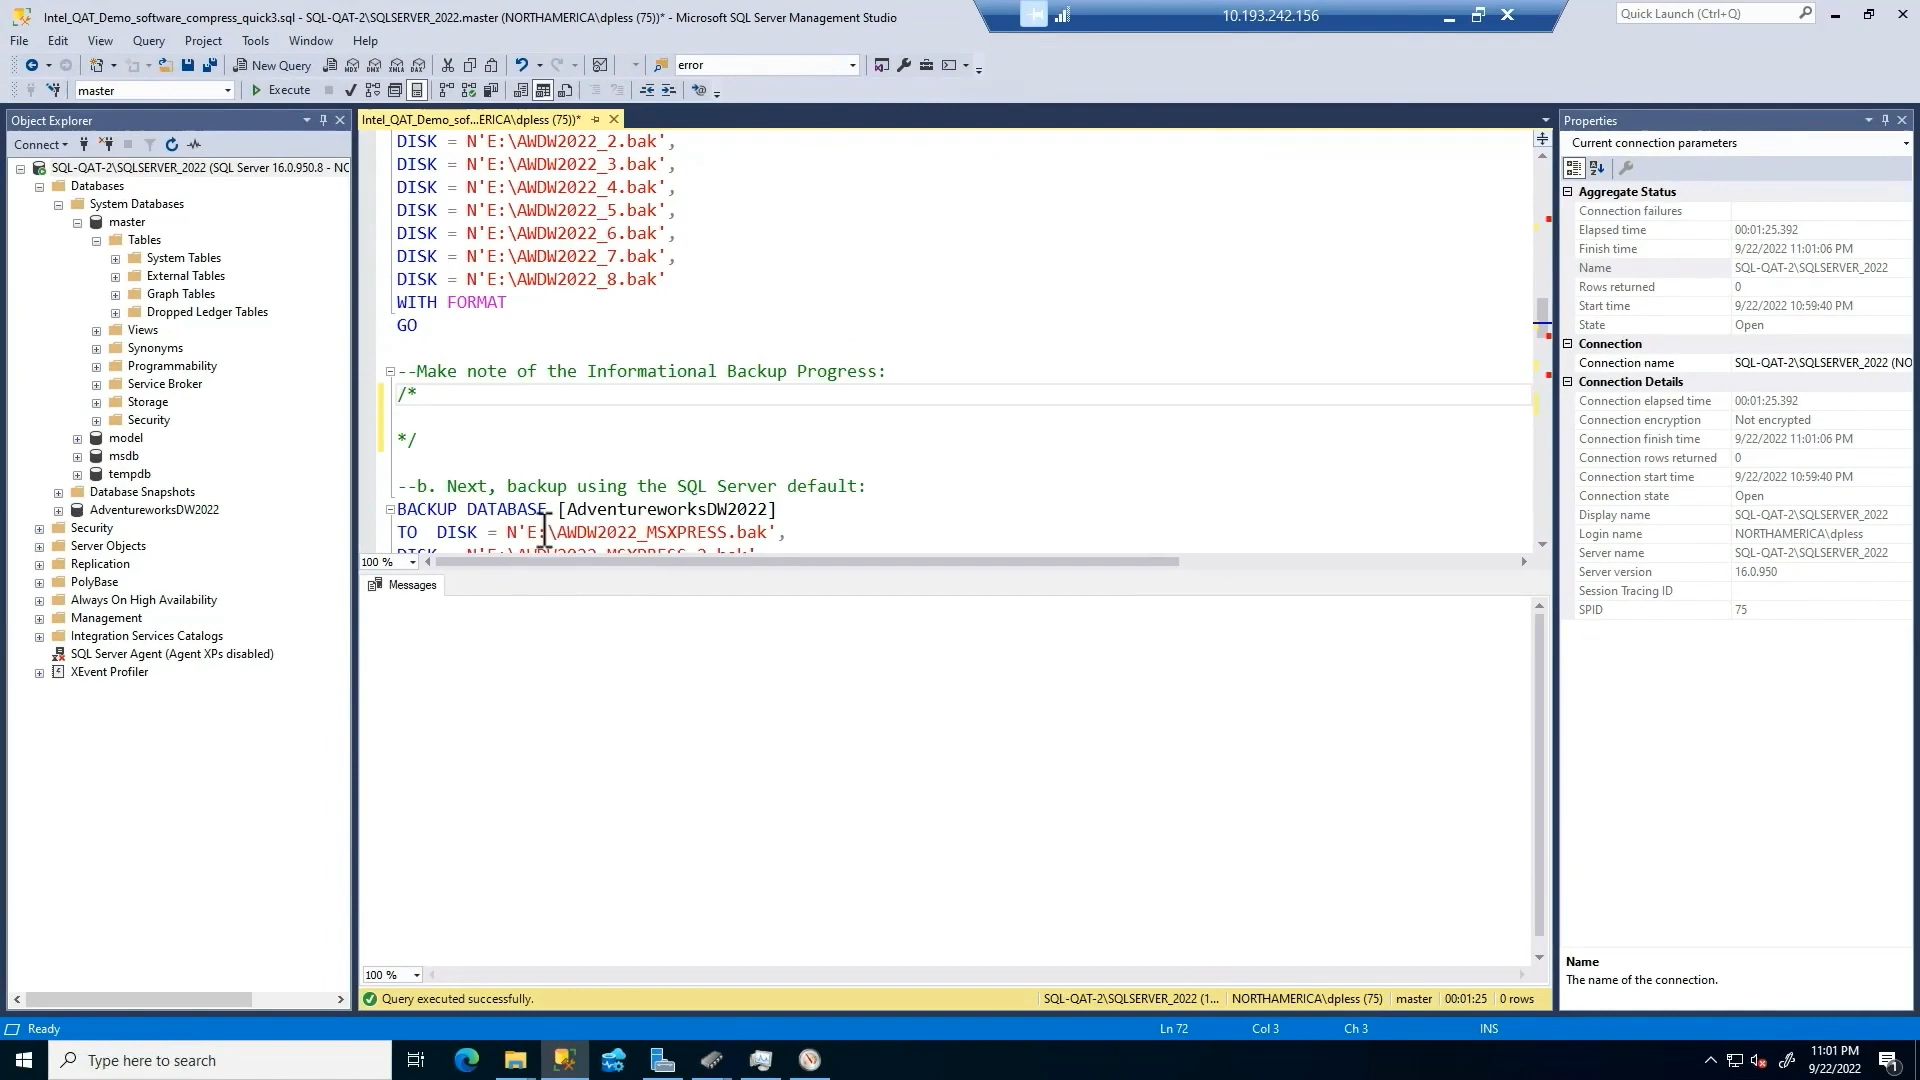 Intel_QAT_Demo_software_compress_quick3.sql - SQL-QAT-2\SQLSERVER_2022.master (NORTHAMERICA\dpless (75))* - Microsoft SQL Server Management Studio
10.193.242.156
Quick Launch (Ctrl+Q)
File Edit View Query Project Tools Window Help
New Query
error
master
Execute
Object Explorer
Connect
SQL-QAT-2\SQLSERVER_2022 (SQL Server 16.0.950.8 - NC
Databases
System Databases
master
Tables
System Tables
External Tables
Graph Tables
Dropped Ledger Tables
Views
Synonyms
Programmability
Service Broker
Storage
Security
model
msdb
tempdb
Database Snapshots
AdventureworksDW2022
Security
Server Objects
Replication
PolyBase
Always On High Availability
Management
Integration Services Catalogs
SQL Server Agent (Agent XPs disabled)
XEvent Profiler
Intel_QAT_Demo_sof...ERICA\dpless (75))*
DISK = N'E:\AWDW2022_2.bak',
DISK = N'E:\AWDW2022_3.bak',
DISK = N'E:\AWDW2022_4.bak',
DISK = N'E:\AWDW2022_5.bak',
DISK = N'E:\AWDW2022_6.bak',
DISK = N'E:\AWDW2022_7.bak',
DISK = N'E:\AWDW2022_8.bak'
WITH FORMAT
GO
--Make note of the Informational Backup Progress:
/*
*/
--b. Next, backup using the SQL Server default:
BACKUP DATABASE [AdventureworksDW2022]
TO DISK = N'E:\AWDW2022_MSXPRESS.bak',
DISK = N'E:\AWDW2022_MSXPRESS_2.bak',
100 %
Messages
100 %
Query executed successfully.
SQL-QAT-2\SQLSERVER_2022 (1... NORTHAMERICA\dpless (75) master 00:01:25 0 rows
Properties
Current connection parameters
Aggregate Status
Connection failures
Elapsed time 00:01:25.392
Finish time 9/22/2022 11:01:06 PM
Name SQL-QAT-2\SQLSERVER_2022
Rows returned 0
Start time 9/22/2022 10:59:40 PM
State Open
Connection
Connection name SQL-QAT-2\SQLSERVER_2022 (NO
Connection Details
Connection elapsed time 00:01:25.392
Connection encryption Not encrypted
Connection finish time 9/22/2022 11:01:06 PM
Connection rows returned 0
Connection start time 9/22/2022 10:59:40 PM
Connection state Open
Display name SQL-QAT-2\SQLSERVER_2022
Login name NORTHAMERICA\dpless
Server name SQL-QAT-2\SQLSERVER_2022
Server version 16.0.950
Session Tracing ID
SPID 75
Name
The name of the connection.
Ready
Ln 72 Col 3 Ch 3 INS
Type here to search
11:01 PM
9/22/2022
1